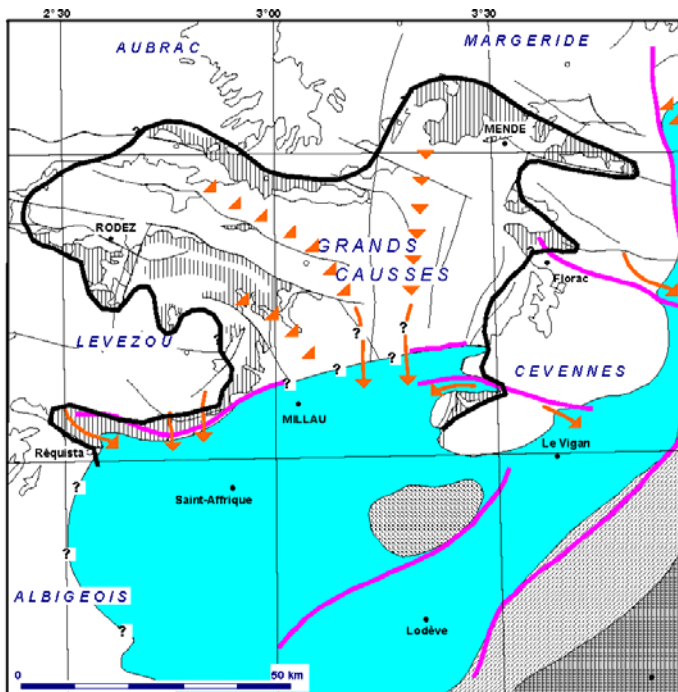 2°30 3°00 3°30
AUBRAC
MARGERIDE
?
MENDE
RODEZ
GRANDS
CAUSSES
?
Florac
?
LEVEZOU
? ?
? ? ?
CEVENNES
?
MILLAU
Réquista
?
Le Vigan
Saint-Affrique
?
ALBIGEOIS
?
Lodève
0 50 km